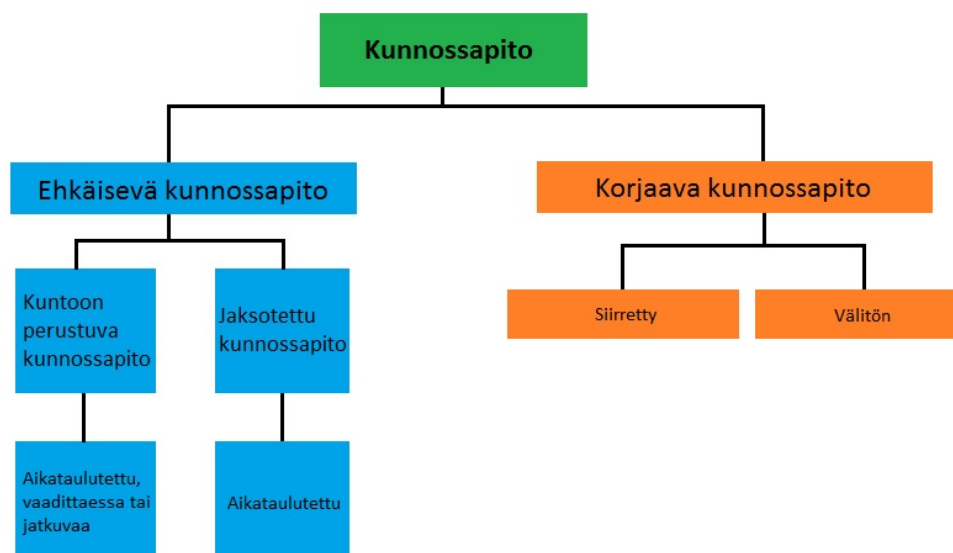 Kunnossapito
Ehkäisevä kunnossapito
Korjaava kunnossapito
Kuntoon
perustuva
kunnossapito
Jaksotettu
kunnossapito
Siirretty
Välitön
Aikataulutettu,
vaadittaessa tai
jatkuvaa
Aikataulutettu